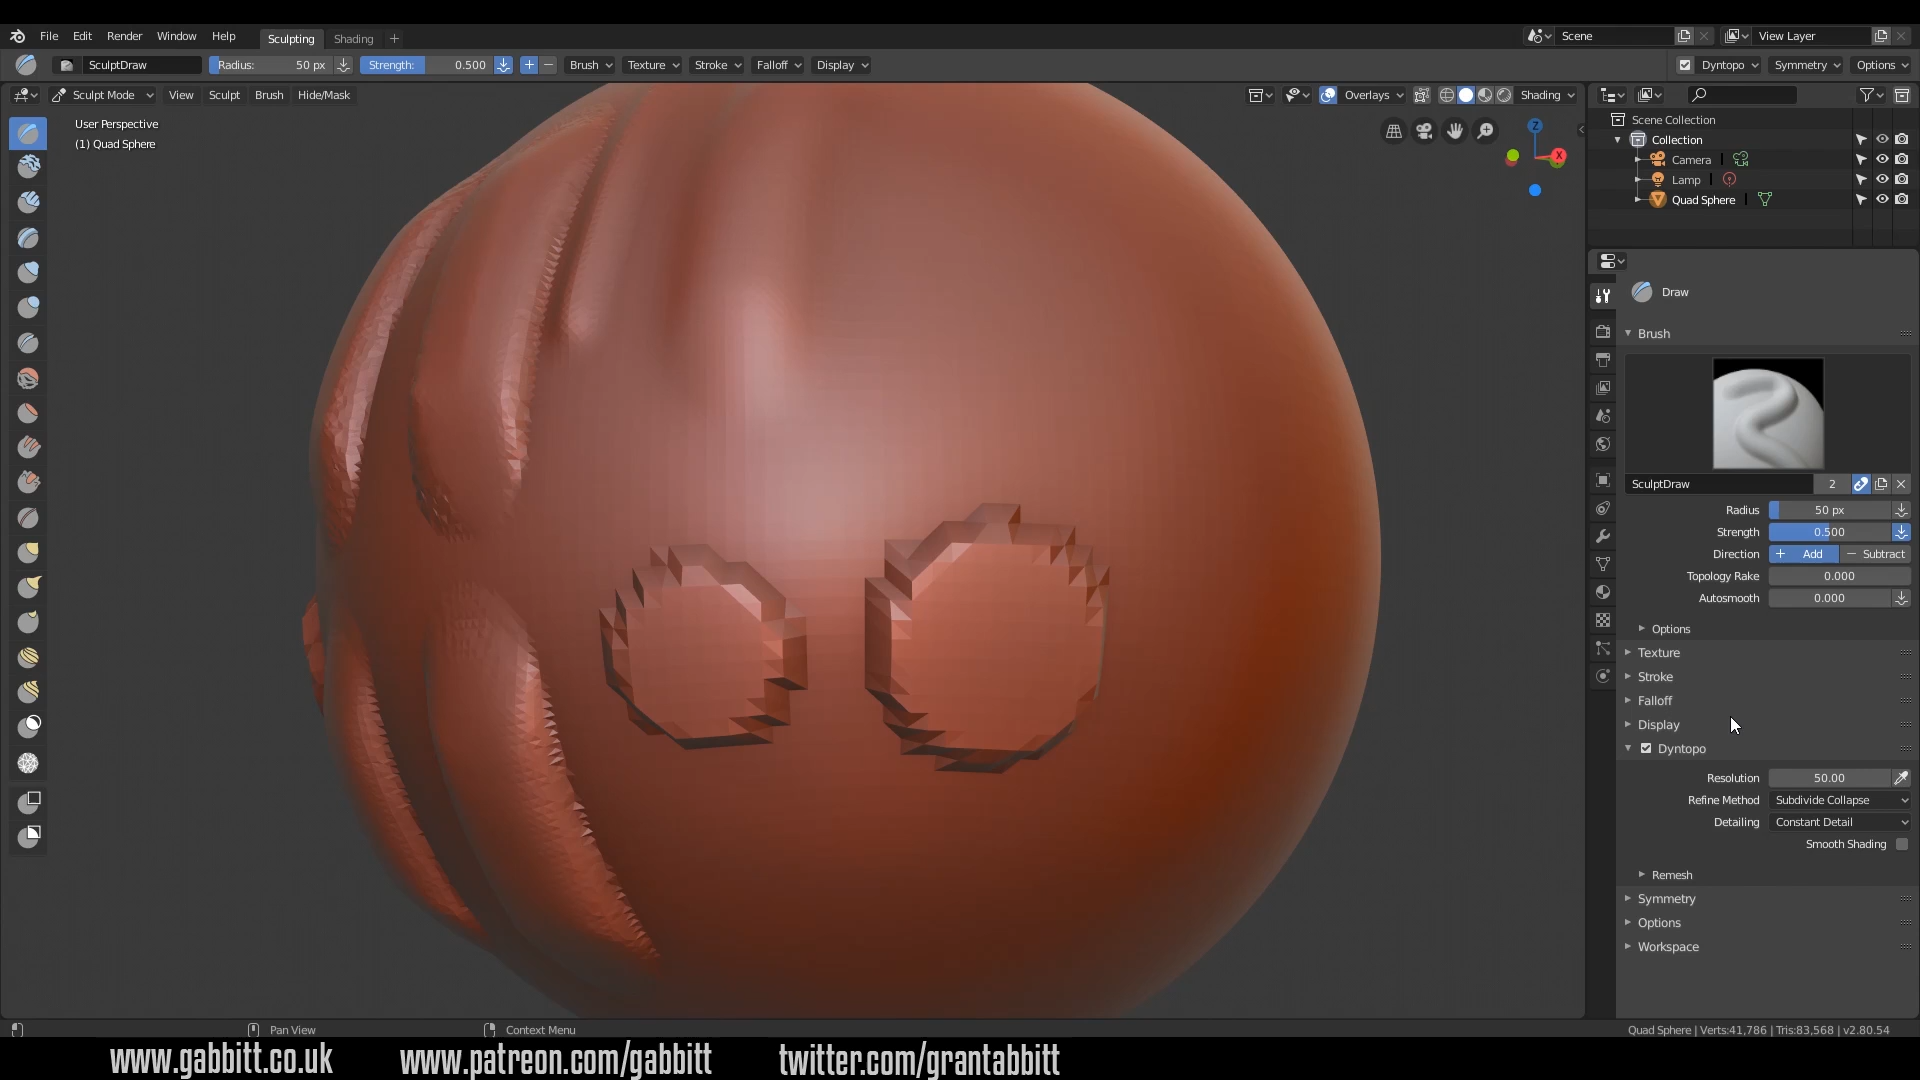 File Edit Render Window Help Sculpting Shading + Scene View Layer
SculptDraw Radius: 50 px Strength: 0.500 + − Brush Texture Stroke Falloff Display Dyntopo Symmetry Options
Sculpt Mode View Sculpt Brush Hide/Mask Overlays Shading
User Perspective
(1) Quad Sphere
Z
X
Scene Collection
Collection
Camera
Lamp
Quad Sphere
Draw
Brush
SculptDraw 2
Radius 50 px
Strength 0.500
Direction + Add − Subtract
Topology Rake 0.000
Autosmooth 0.000
Options
Texture
Stroke
Falloff
Display
Dyntopo
Resolution 50.00
Refine Method Subdivide Collapse
Detailing Constant Detail
Smooth Shading
Remesh
Symmetry
Options
Workspace
Pan View Context Menu Quad Sphere | Verts:41,786 | Tris:83,568 | v2.80.54
www.gabbitt.co.uk www.patreon.com/gabbitt twitter.com/grantabbitt